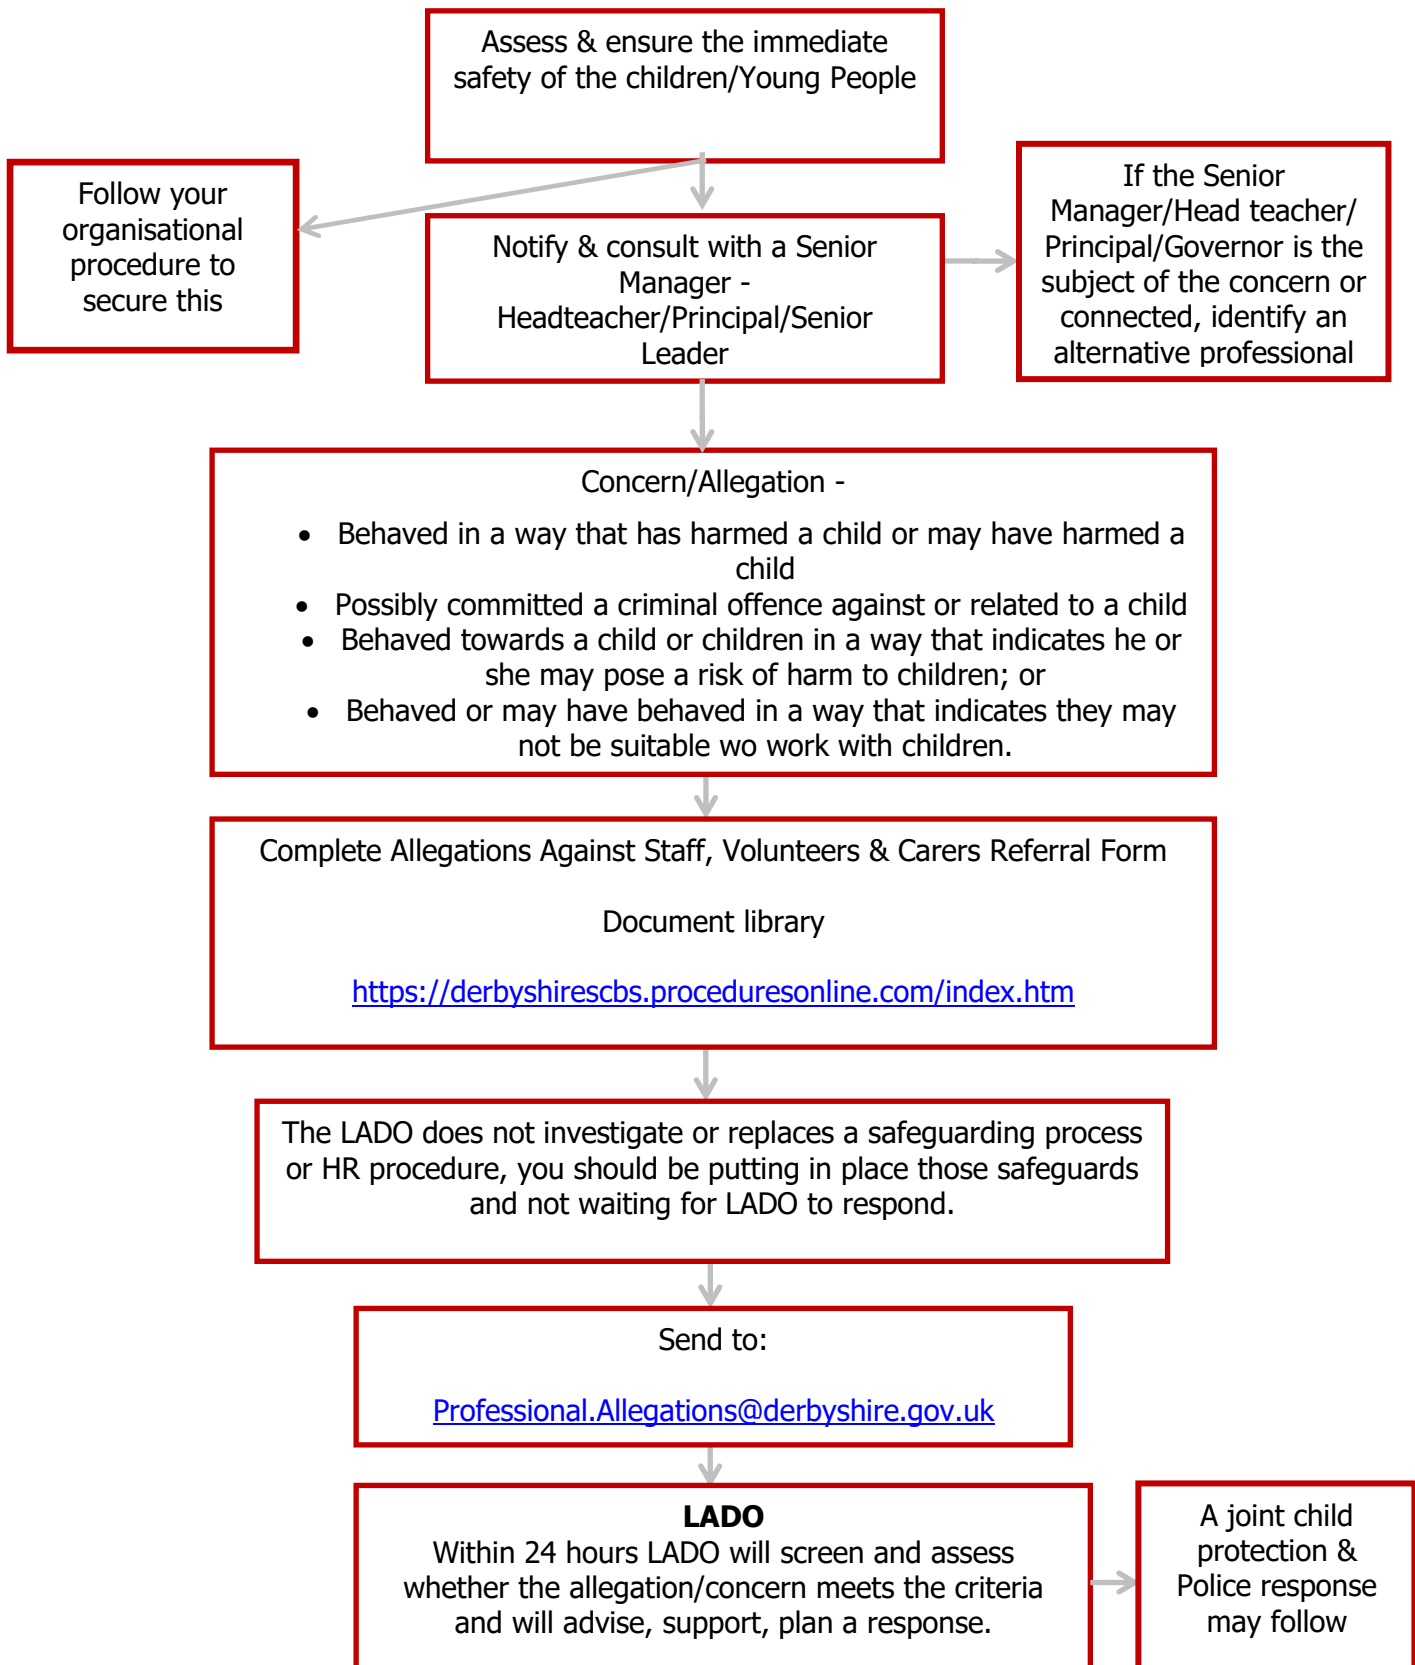 Assess & ensure the immediate
safety of the children/Young People
Follow your
organisational
procedure to
secure this
Notify & consult with a Senior
Manager -
Headteacher/Principal/Senior
Leader
If the Senior
Manager/Head teacher/
Principal/Governor is the
subject of the concern or
connected, identify an
alternative professional
Concern/Allegation -
• Behaved in a way that has harmed a child or may have harmed a
child
• Possibly committed a criminal offence against or related to a child
• Behaved towards a child or children in a way that indicates he or
she may pose a risk of harm to children; or
• Behaved or may have behaved in a way that indicates they may
not be suitable wo work with children.
Complete Allegations Against Staff, Volunteers & Carers Referral Form
Document library
https://derbyshirescbs.proceduresonline.com/index.htm
The LADO does not investigate or replaces a safeguarding process
or HR procedure, you should be putting in place those safeguards
and not waiting for LADO to respond.
Send to:
Professional.Allegations@derbyshire.gov.uk
LADO
Within 24 hours LADO will screen and assess
whether the allegation/concern meets the criteria
and will advise, support, plan a response.
A joint child
protection &
Police response
may follow